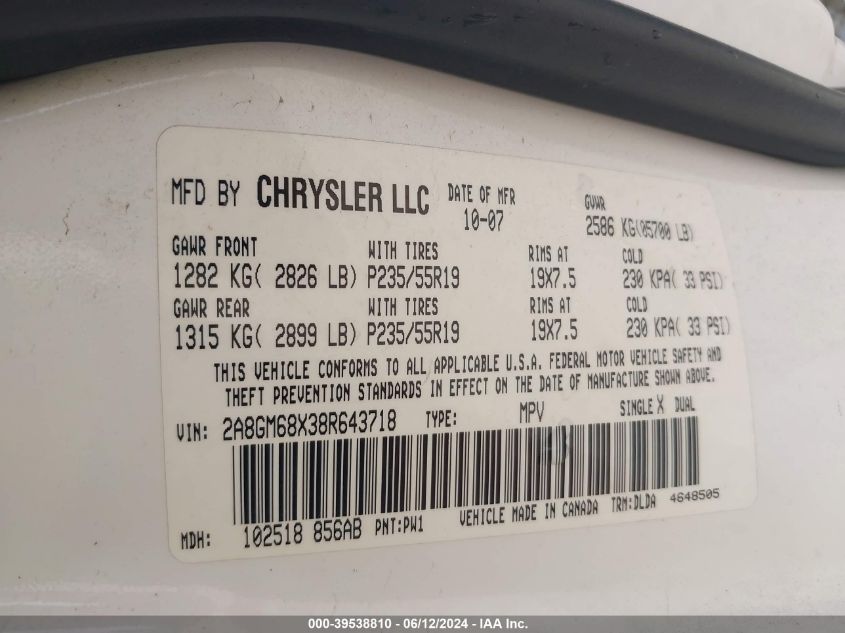 MFD BY CHRYSLER LLC DATE OF MFR GVWR
10-07 2586 KG(05700 LB)
GAWR FRONT WITH TIRES RIMS AT COLD
1282 KG( 2826 LB) P235/55R19 19X7.5 230 KPA( 33 PSI)
GAWR REAR WITH TIRES RIMS AT COLD
1315 KG( 2899 LB) P235/55R19 19X7.5 230 KPA( 33 PSI)
THIS VEHICLE CONFORMS TO ALL APPLICABLE U.S.A. FEDERAL MOTOR VEHICLE SAFETY AND
THEFT PREVENTION STANDARDS IN EFFECT ON THE DATE OF MANUFACTURE SHOWN ABOVE.
VIN: 2A8GM68X38R643718 TYPE: MPV SINGLE X DUAL
MDH: 102518 856AB PNT:PW1 VEHICLE MADE IN CANADA TRM:DLDA 4648505
000-39538810 - 06/12/2024 - IAA Inc.